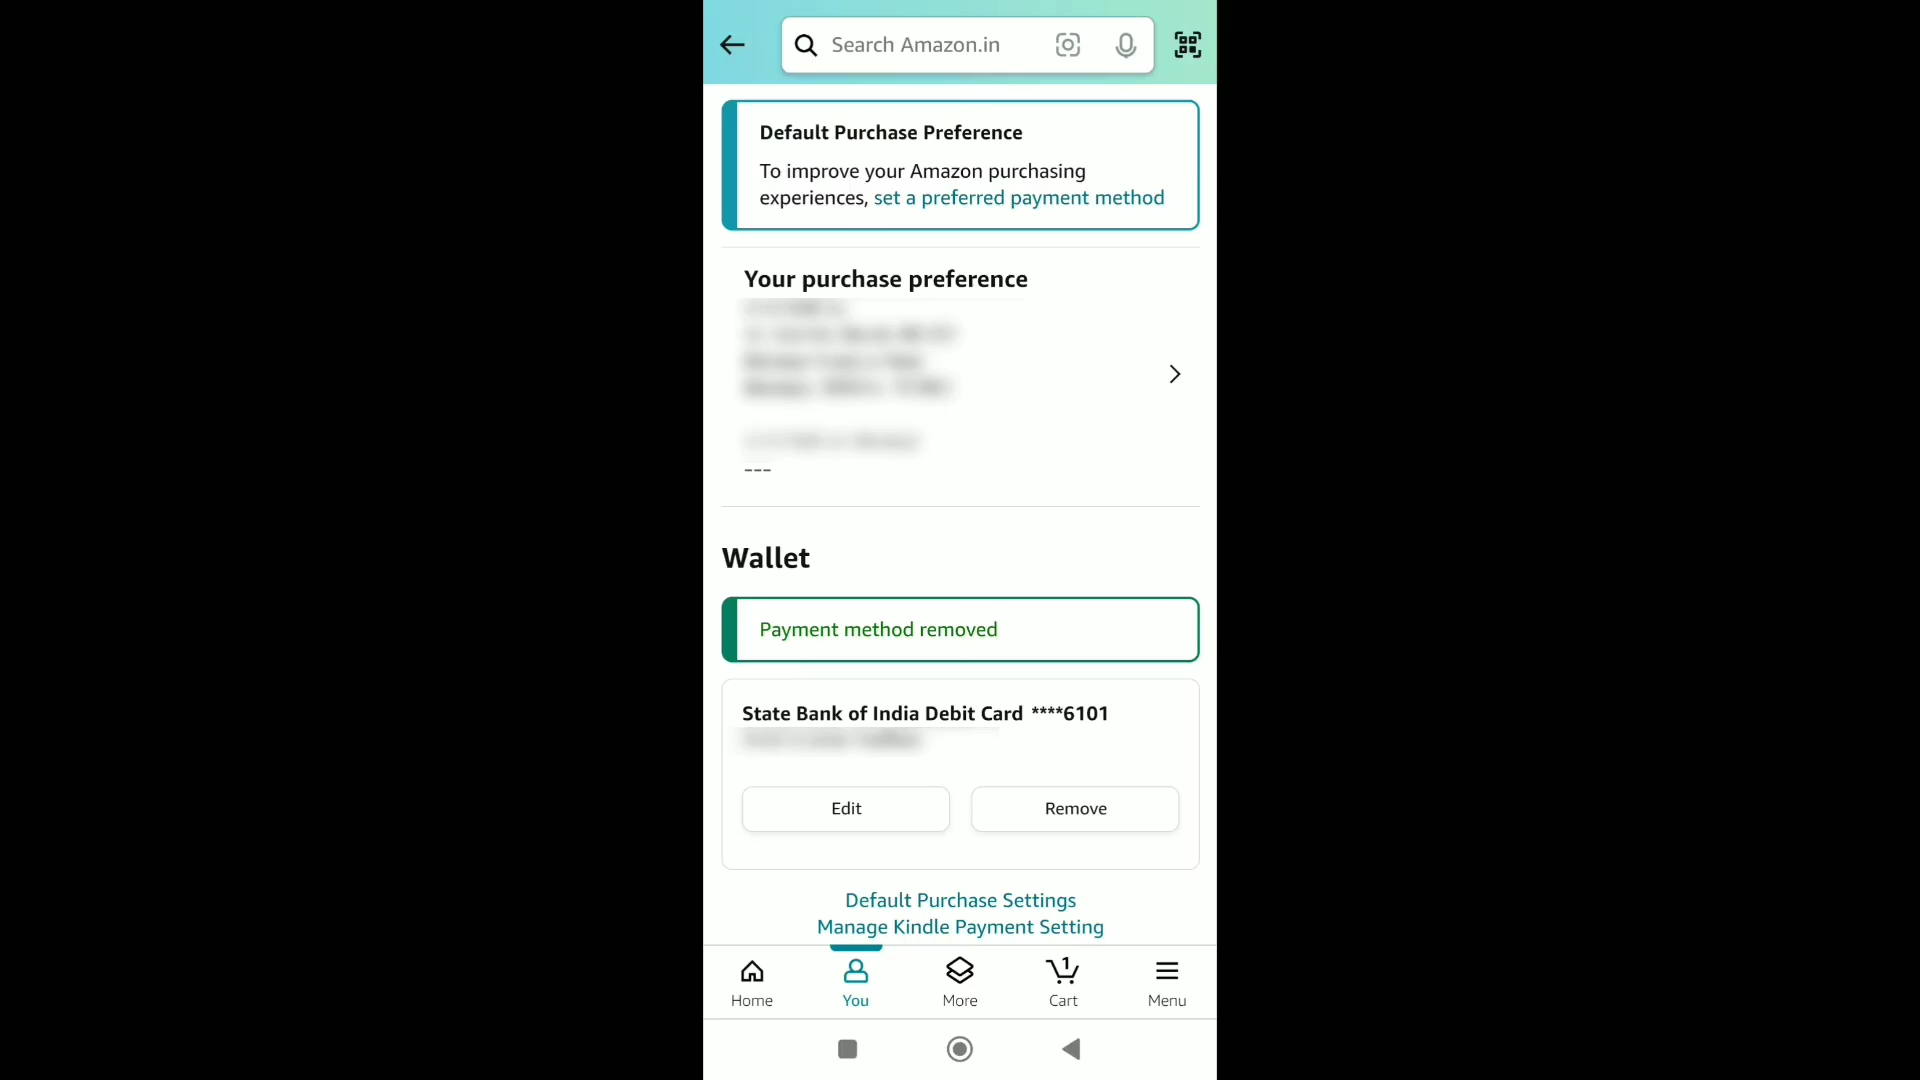 Search Amazon.in
Default Purchase Preference
To improve your Amazon purchasing
experiences, set a preferred payment method
Your purchase preference
---
Wallet
Payment method removed
State Bank of India Debit Card ****6101
Edit
Remove
Default Purchase Settings
Manage Kindle Payment Setting
1
Home
You
More
Cart
Menu